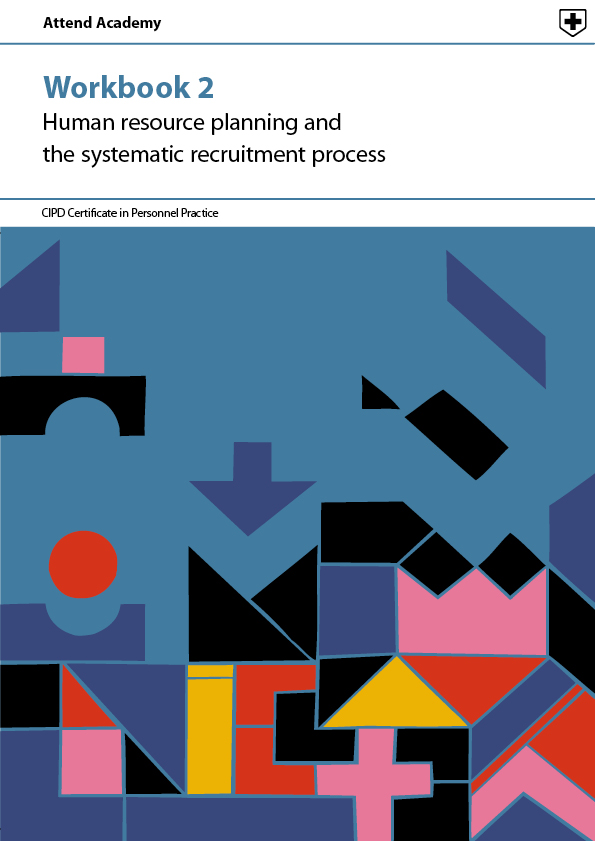 Attend Academy
Workbook 2
Human resource planning and
the systematic recruitment process
CIPD Certificate in Personnel Practice